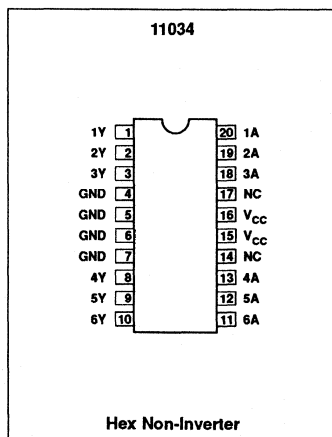 11034
1Y 1 20 1A
2Y 2 19 2A
3Y 3 18 3A
GND 4 17 NC
GND 5 16 VCC
GND 6 15 VCC
GND 7 14 NC
4Y 8 13 4A
5Y 9 12 5A
6Y 10 11 6A
Hex Non-Inverter